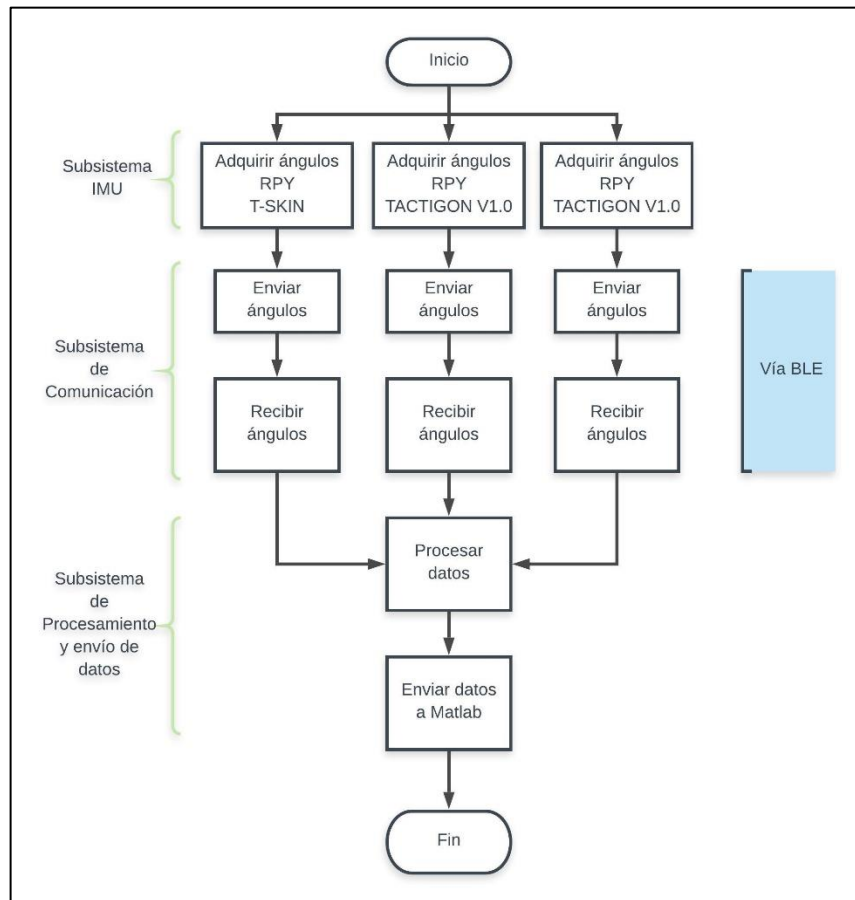 Inicio
Subsistema
IMU
Adquirir ángulos
RPY
T-SKIN
Adquirir ángulos
RPY
TACTIGON V1.0
Adquirir ángulos
RPY
TACTIGON V1.0
Subsistema
de
Comunicación
Enviar
ángulos
Enviar
ángulos
Enviar
ángulos
Recibir
ángulos
Recibir
ángulos
Recibir
ángulos
Vía BLE
Subsistema
de
Procesamiento
y envío de
datos
Procesar
datos
Enviar datos
a Matlab
Fin